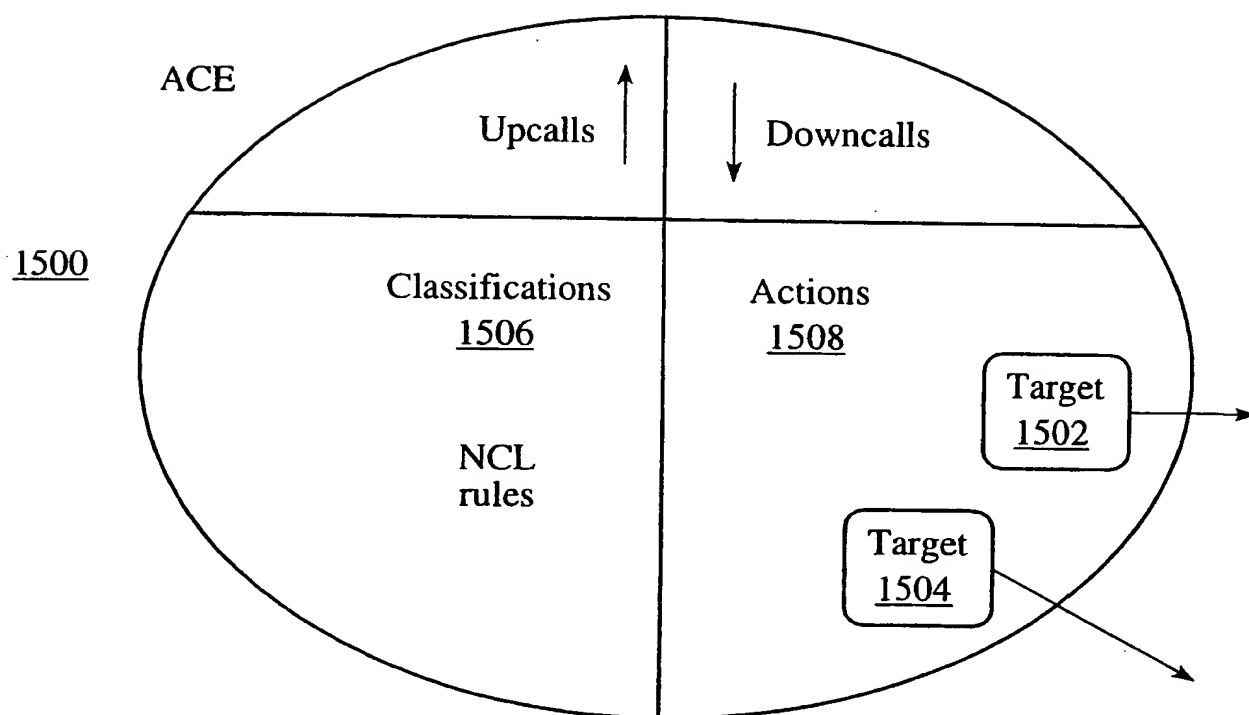 ACE
Upcalls
Downcalls
1500
Classifications
1506
Actions
1508
Target
1502
NCL
rules
Target
1504